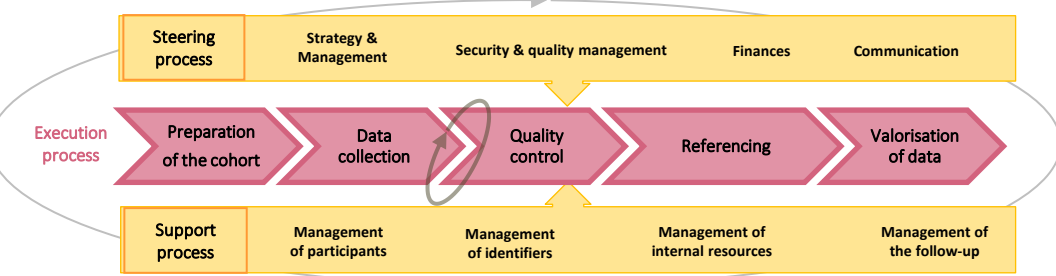 Steering
process
Strategy &
Management
Security & quality management
Finances
Communication
Execution
process
Preparation
of the cohort
Data
collection
Quality
control
Referencing
Valorisation
of data
Support
process
Management
of participants
Management
of identifiers
Management of
internal resources
Management of
the follow-up